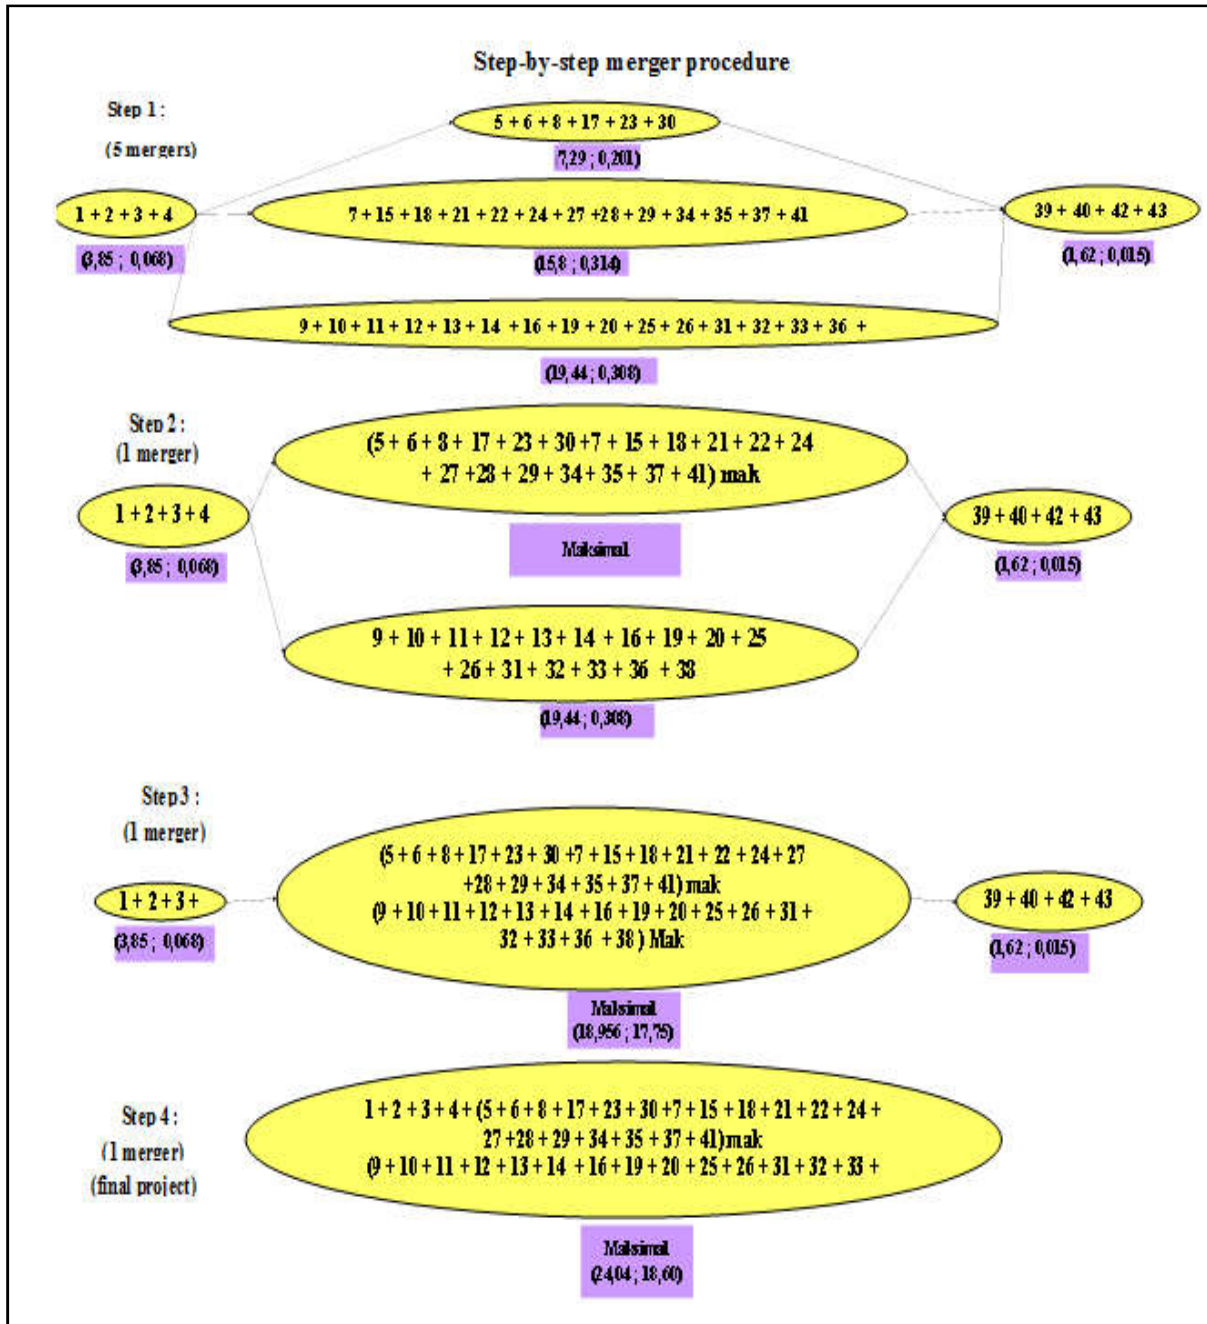 Step-by-step merger procedure
Step 1 :
(5 mergers)
5 + 6 + 8 + 17 + 23 + 30
7,29 ; 0,201)
1 + 2 + 3 + 4
7 + 15 + 18 + 21 + 22 + 24 + 27 +28 + 29 + 34 + 35 + 37 + 41
39 + 40 + 42 + 43
(3,85 ; 0,068)
(15,8 ; 0,314)
(1,62 ; 0,015)
9 + 10 + 11 + 12 + 13 + 14 + 16 + 19 + 20 + 25 + 26 + 31 + 32 + 33 + 36 +
(19,44 ; 0,308)
Step 2 :
(1 merger)
(5 + 6 + 8 + 17 + 23 + 30 +7 + 15 + 18 + 21 + 22 + 24
+ 27 +28 + 29 + 34 + 35 + 37 + 41) mak
1 + 2 + 3 + 4
39 + 40 + 42 + 43
Maksimal
(3,85 ; 0,068)
(1,62 ; 0,015)
9 + 10 + 11 + 12 + 13 + 14 + 16 + 19 + 20 + 25
+ 26 + 31 + 32 + 33 + 36 + 38
(19,44 ; 0,308)
Step 3 :
(1 merger)
(5 + 6 + 8 + 17 + 23 + 30 +7 + 15 + 18 + 21 + 22 + 24 + 27
+28 + 29 + 34 + 35 + 37 + 41) mak
(9 + 10 + 11 + 12 + 13 + 14 + 16 + 19 + 20 + 25 + 26 + 31 +
32 + 33 + 36 + 38 ) Mak
1 + 2 + 3 +
39 + 40 + 42 + 43
(3,85 ; 0,068)
(1,62 ; 0,015)
Maksimal
(18,956 ; 17,75)
Step 4 :
(1 merger)
(final project)
1 + 2 + 3 + 4 + (5 + 6 + 8 + 17 + 23 + 30 +7 + 15 + 18 + 21 + 22 + 24 +
27 +28 + 29 + 34 + 35 + 37 + 41)mak
(9 + 10 + 11 + 12 + 13 + 14 + 16 + 19 + 20 + 25 + 26 + 31 + 32 + 33 +
Maksimal
(24,04 ; 18,60)